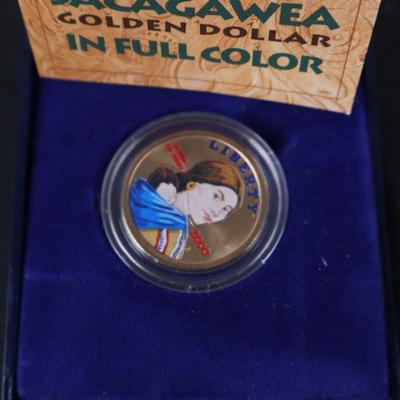 SACAGAWEA
GOLDEN DOLLAR
IN FULL COLOR
LIBERTY
2000